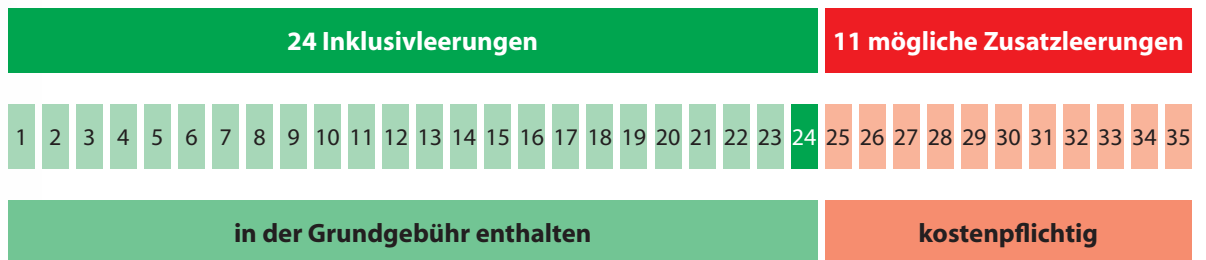 24 Inklusivleerungen 11 mögliche Zusatzleerungen
1 2 3 4 5 6 7 8 9 10 11 12 13 14 15 16 17 18 19 20 21 22 23 24 25 26 27 28 29 30 31 32 33 34 35
in der Grundgebühr enthalten kostenpflichtig